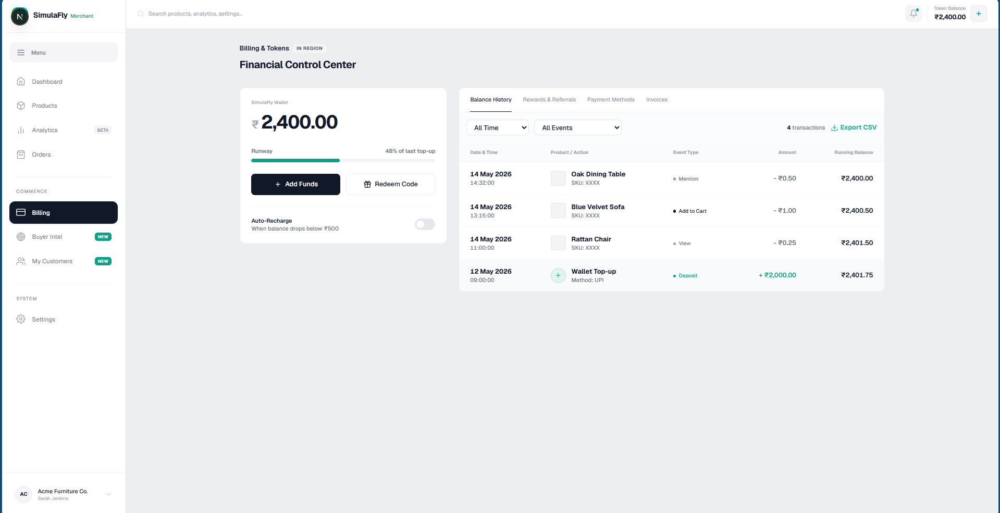 SimulaFly Merchant
Search products, analytics, settings...
Token Balance
₹2,400.00
+
Menu
Dashboard
Products
Analytics BETA
Orders
COMMERCE
Billing
Buyer Intel NEW
My Customers NEW
SYSTEM
Settings
AC
Acme Furniture Co.
Sarah Jenkins
Billing & Tokens IN REGION
Financial Control Center
SimulaFly Wallet
₹ 2,400.00
Runway 48% of last top-up
+ Add Funds Redeem Code
Auto-Recharge
When balance drops below ₹500
Balance History Rewards & Referrals Payment Methods Invoices
All Time All Events 4 transactions Export CSV
Date & Time Product / Action Event Type Amount Running Balance
14 May 2026 Oak Dining Table Mention - ₹0.50 ₹2,400.00
14:32:00 SKU: XXXX
14 May 2026 Blue Velvet Sofa Add to Cart - ₹1.00 ₹2,400.50
13:15:00 SKU: XXXX
14 May 2026 Rattan Chair View - ₹0.25 ₹2,401.50
11:00:00 SKU: XXXX
12 May 2026 + Wallet Top-up Deposit + ₹2,000.00 ₹2,401.75
09:00:00 Method: UPI